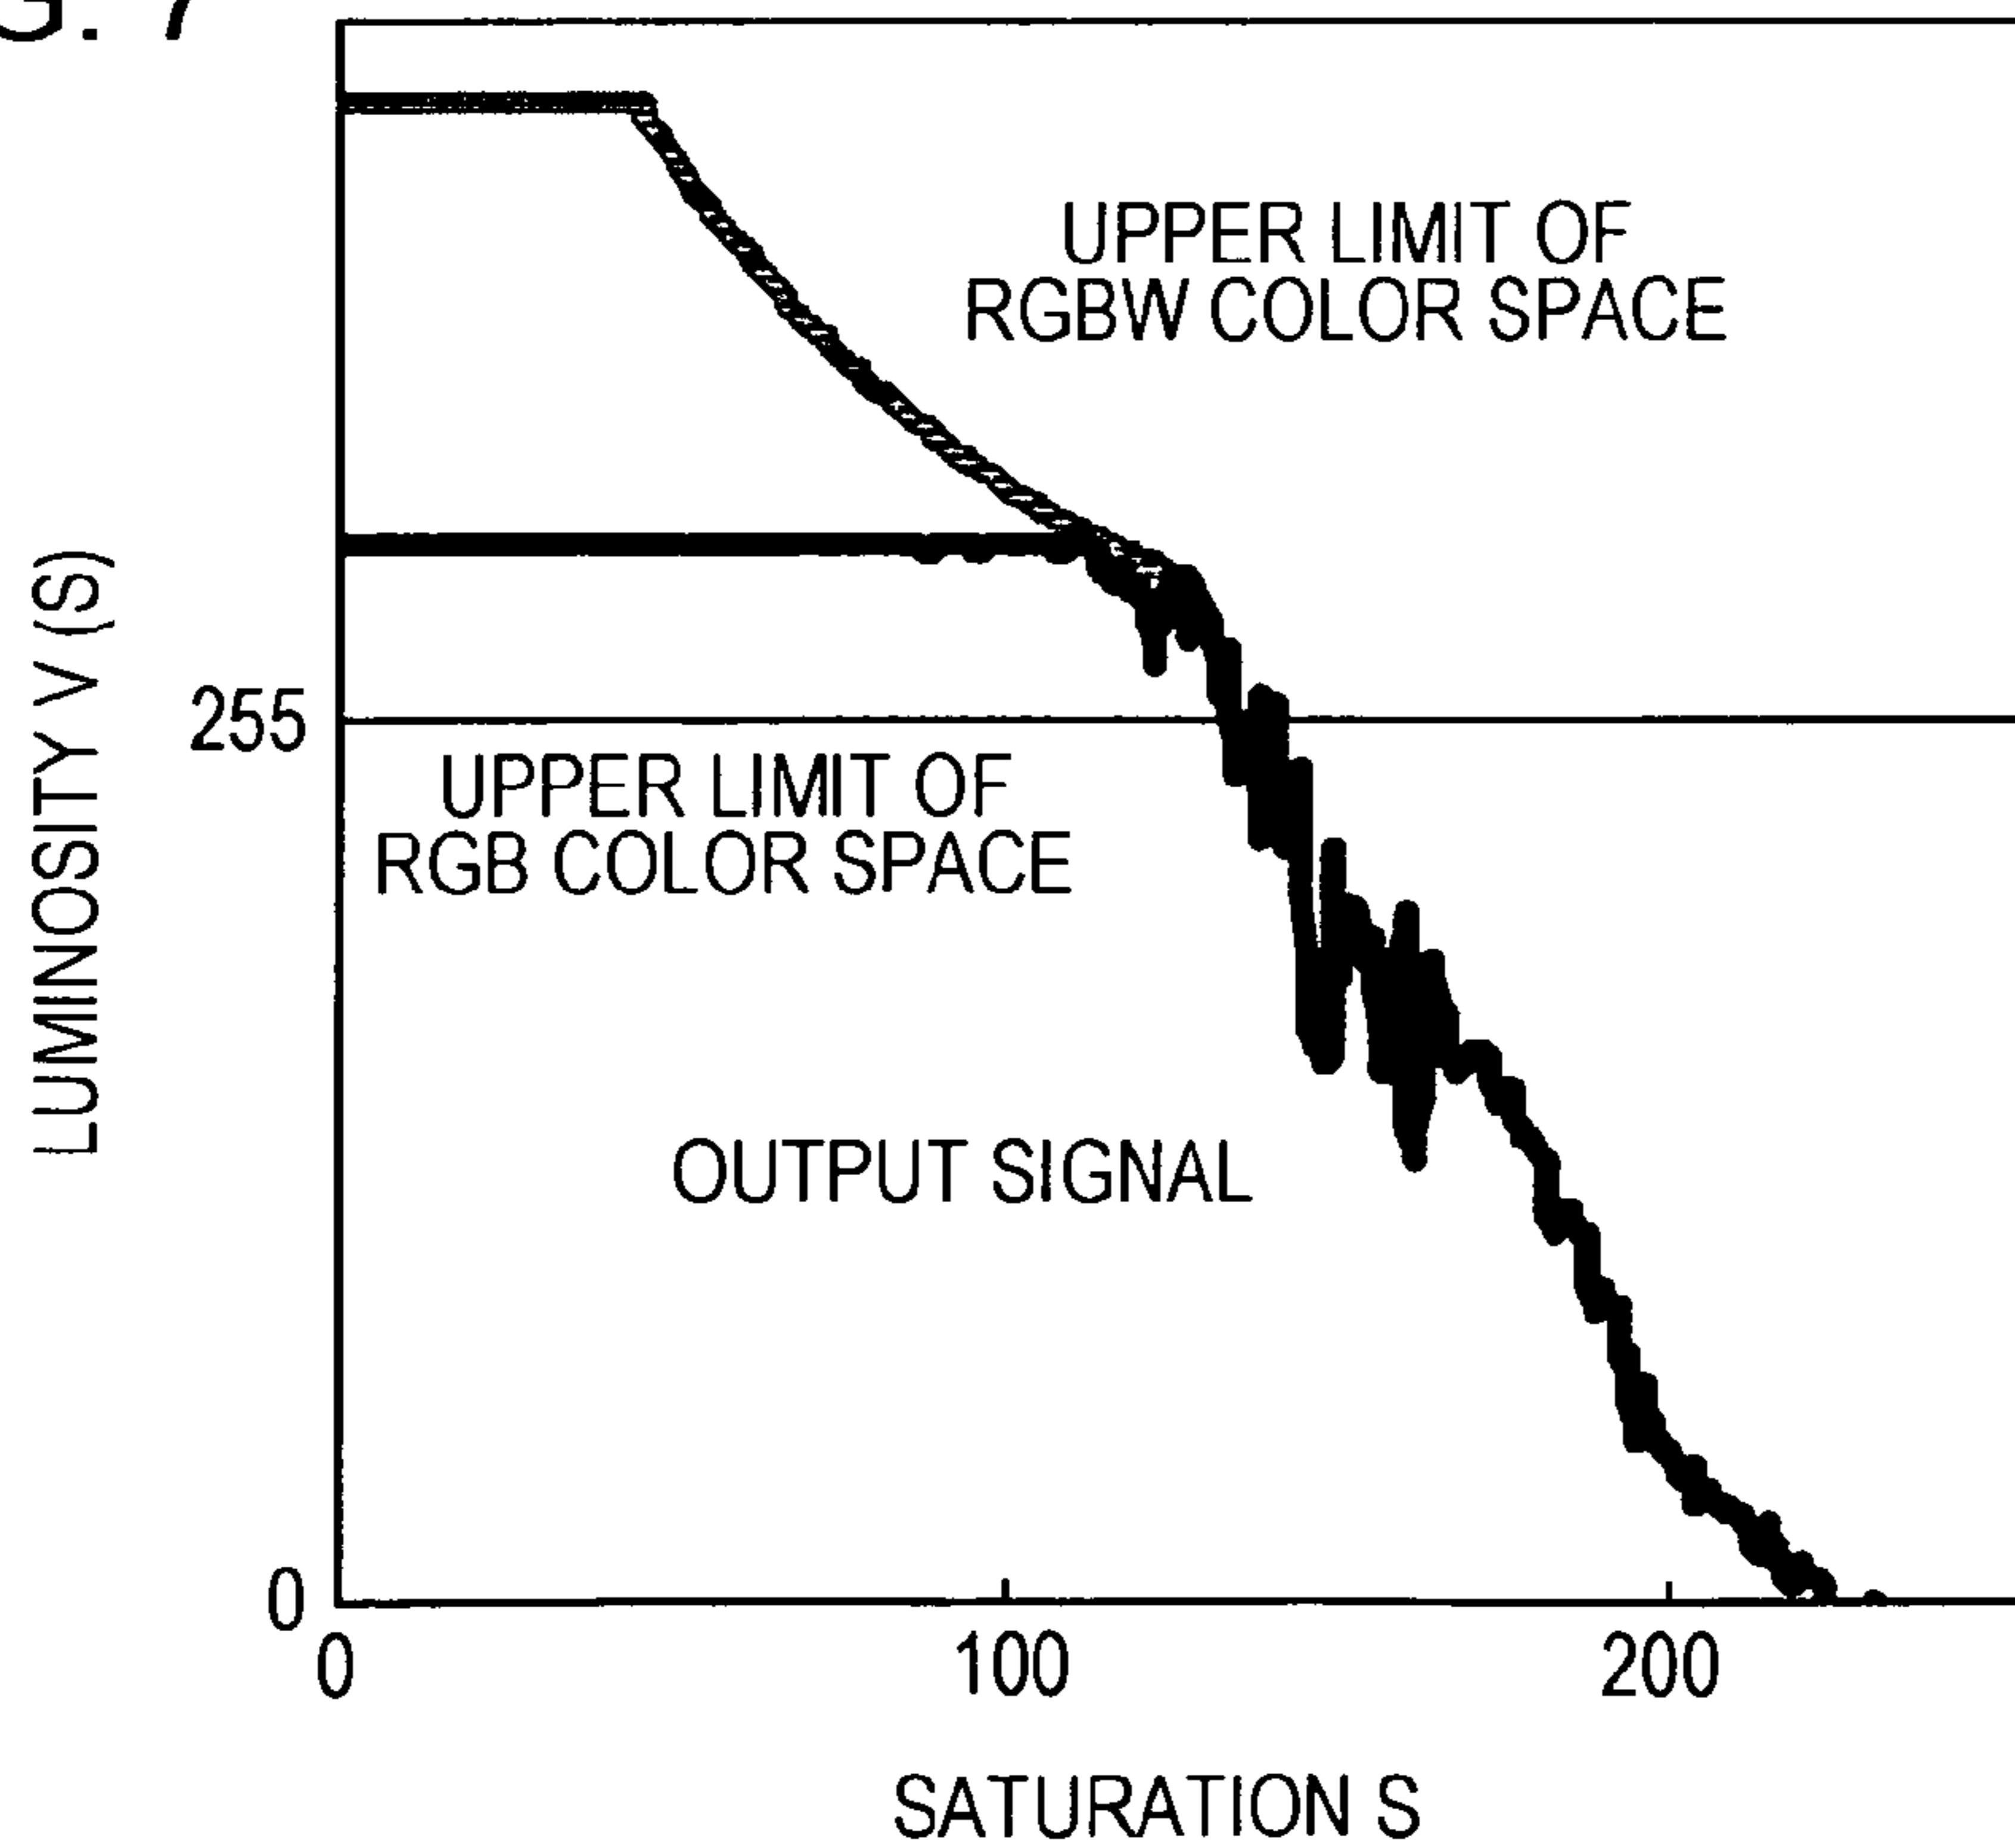 G. 7
UPPER LIMIT OF
RGBW COLOR SPACE
LUMINOSITY V (S)
255
UPPER LIMIT OF
RGB COLOR SPACE
OUTPUT SIGNAL
0
0
100
200
SATURATION S